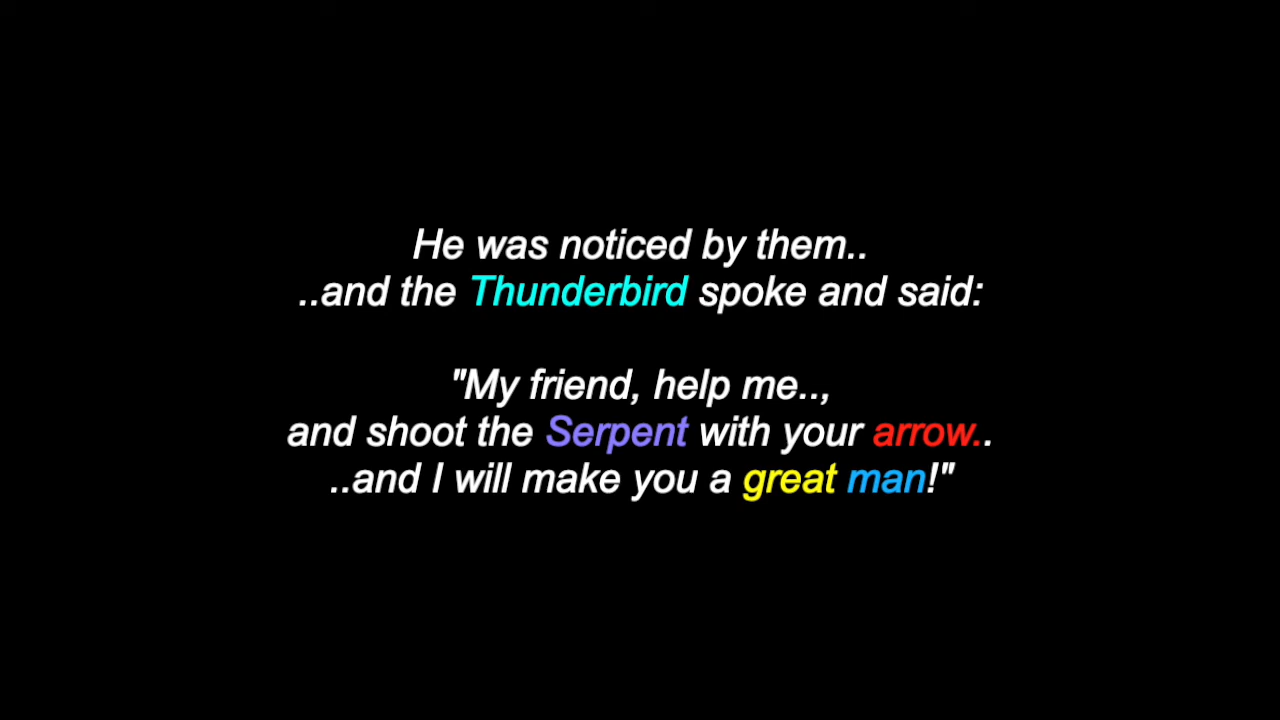 He was noticed by them..
..and the Thunderbird spoke and said:
"My friend, help me..,
and shoot the Serpent with your arrow..
..and I will make you a great man!"